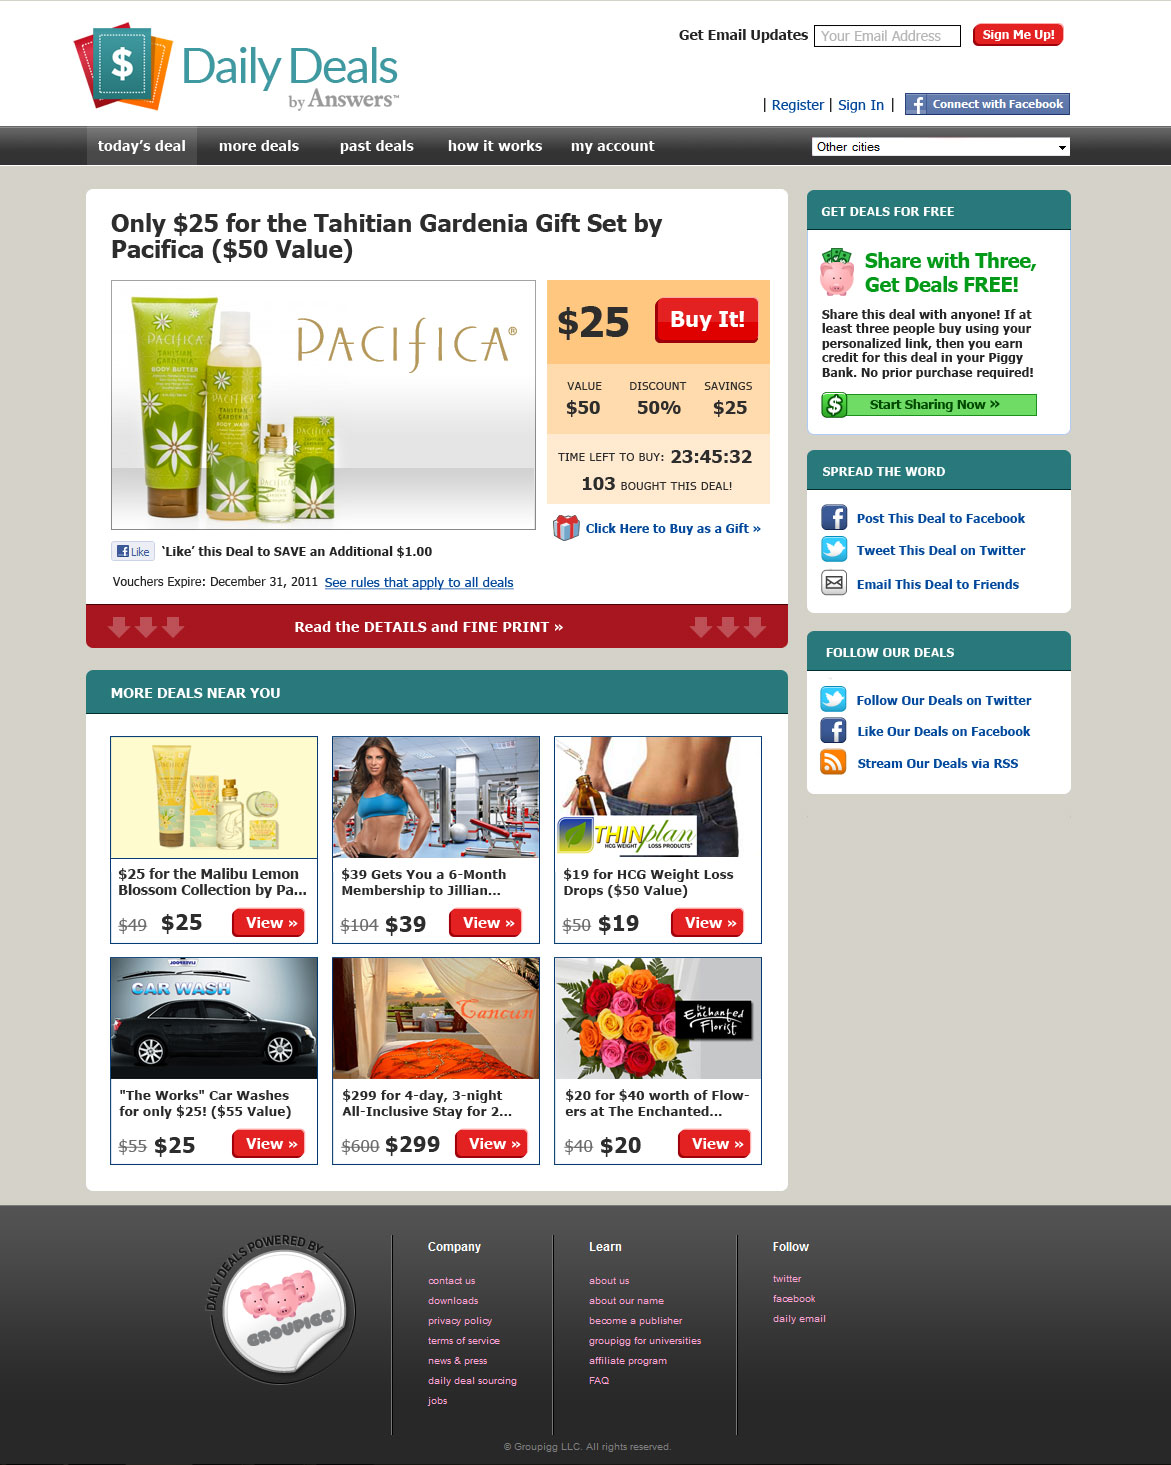 $
Daily Deals
by Answers™
Get Email Updates
Your Email Address
Sign Me Up!
| Register | Sign In |
f Connect with Facebook
today's deal
more deals
past deals
how it works
my account
Other cities
Only $25 for the Tahitian Gardenia Gift Set by
Pacifica ($50 Value)
PACIFICA
TAHITIAN
GARDENIA
BODY BUTTER
PACIFICA
TAHITIAN
GARDENIA
BODY WASH
PACIFICA
PACIFICA
PACIFICA®
$25
Buy It!
VALUE
DISCOUNT
SAVINGS
$50
50%
$25
TIME LEFT TO BUY: 23:45:32
103 BOUGHT THIS DEAL!
Click Here to Buy as a Gift »
f Like
‘Like’ this Deal to SAVE an Additional $1.00
Vouchers Expire: December 31, 2011 See rules that apply to all deals
Read the DETAILS and FINE PRINT »
MORE DEALS NEAR YOU
PACIFICA
PACIFICA
$25 for the Malibu Lemon
Blossom Collection by Pa...
$49 $25
View »
$39 Gets You a 6-Month
Membership to Jillian...
$104 $39
View »
THINplan
HCG WEIGHT LOSS PRODUCTS
$19 for HCG Weight Loss
Drops ($50 Value)
$50 $19
View »
CAR WASH
"The Works" Car Washes
for only $25! ($55 Value)
$55 $25
View »
Cancun
$299 for 4-day, 3-night
All-Inclusive Stay for 2...
$600 $299
View »
the
Enchanted
Florist
$20 for $40 worth of Flow-
ers at The Enchanted...
$40 $20
View »
GET DEALS FOR FREE
Share with Three,
Get Deals FREE!
Share this deal with anyone! If at
least three people buy using your
personalized link, then you earn
credit for this deal in your Piggy
Bank. No prior purchase required!
$ Start Sharing Now »
SPREAD THE WORD
f Post This Deal to Facebook
Tweet This Deal on Twitter
Email This Deal to Friends
FOLLOW OUR DEALS
Follow Our Deals on Twitter
f Like Our Deals on Facebook
Stream Our Deals via RSS
DAILY DEALS POWERED BY
GROUPIGG
Company
contact us
downloads
privacy policy
terms of service
news & press
daily deal sourcing
jobs
Learn
about us
about our name
become a publisher
groupigg for universities
affiliate program
FAQ
Follow
twitter
facebook
daily email
© Groupigg LLC. All rights reserved.